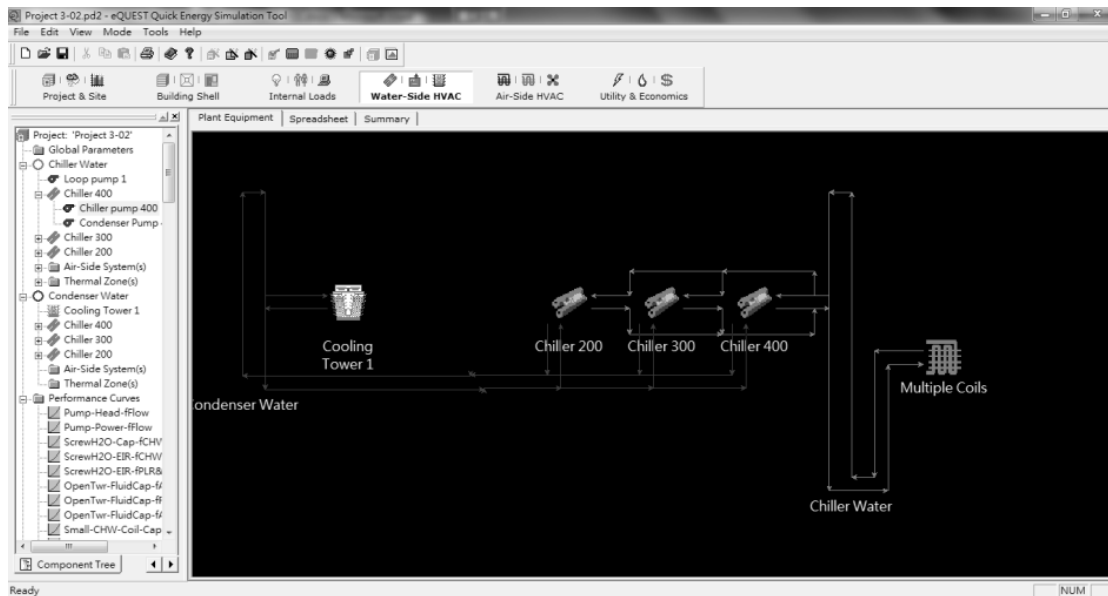 Project 3-02.pd2 - eQUEST Quick Energy Simulation Tool
File Edit View Mode Tools Help
Project & Site Building Shell Internal Loads Water-Side HVAC Air-Side HVAC Utility & Economics
Plant Equipment Spreadsheet Summary
Project: 'Project 3-02'
Global Parameters
Chiller Water
Loop pump 1
Chiller 400
Chiller pump 400
Condenser Pump
Chiller 300
Chiller 200
Air-Side System(s)
Thermal Zone(s)
Condenser Water
Cooling Tower 1
Chiller 400
Chiller 300
Chiller 200
Air-Side System(s)
Thermal Zone(s)
Performance Curves
Pump-Head-fFlow
Pump-Power-fFlow
ScrewH2O-Cap-fCHW
ScrewH2O-EIR-fCHW
ScrewH2O-EIR-fPLR&
OpenTwr-FluidCap-f
OpenTwr-FluidCap-f
OpenTwr-FluidCap-f
Small-CHW-Coil-Cap
Component Tree
Cooling
Tower 1
Chiller 200 Chiller 300 Chiller 400
Multiple Coils
Condenser Water
Chiller Water
Ready
NUM